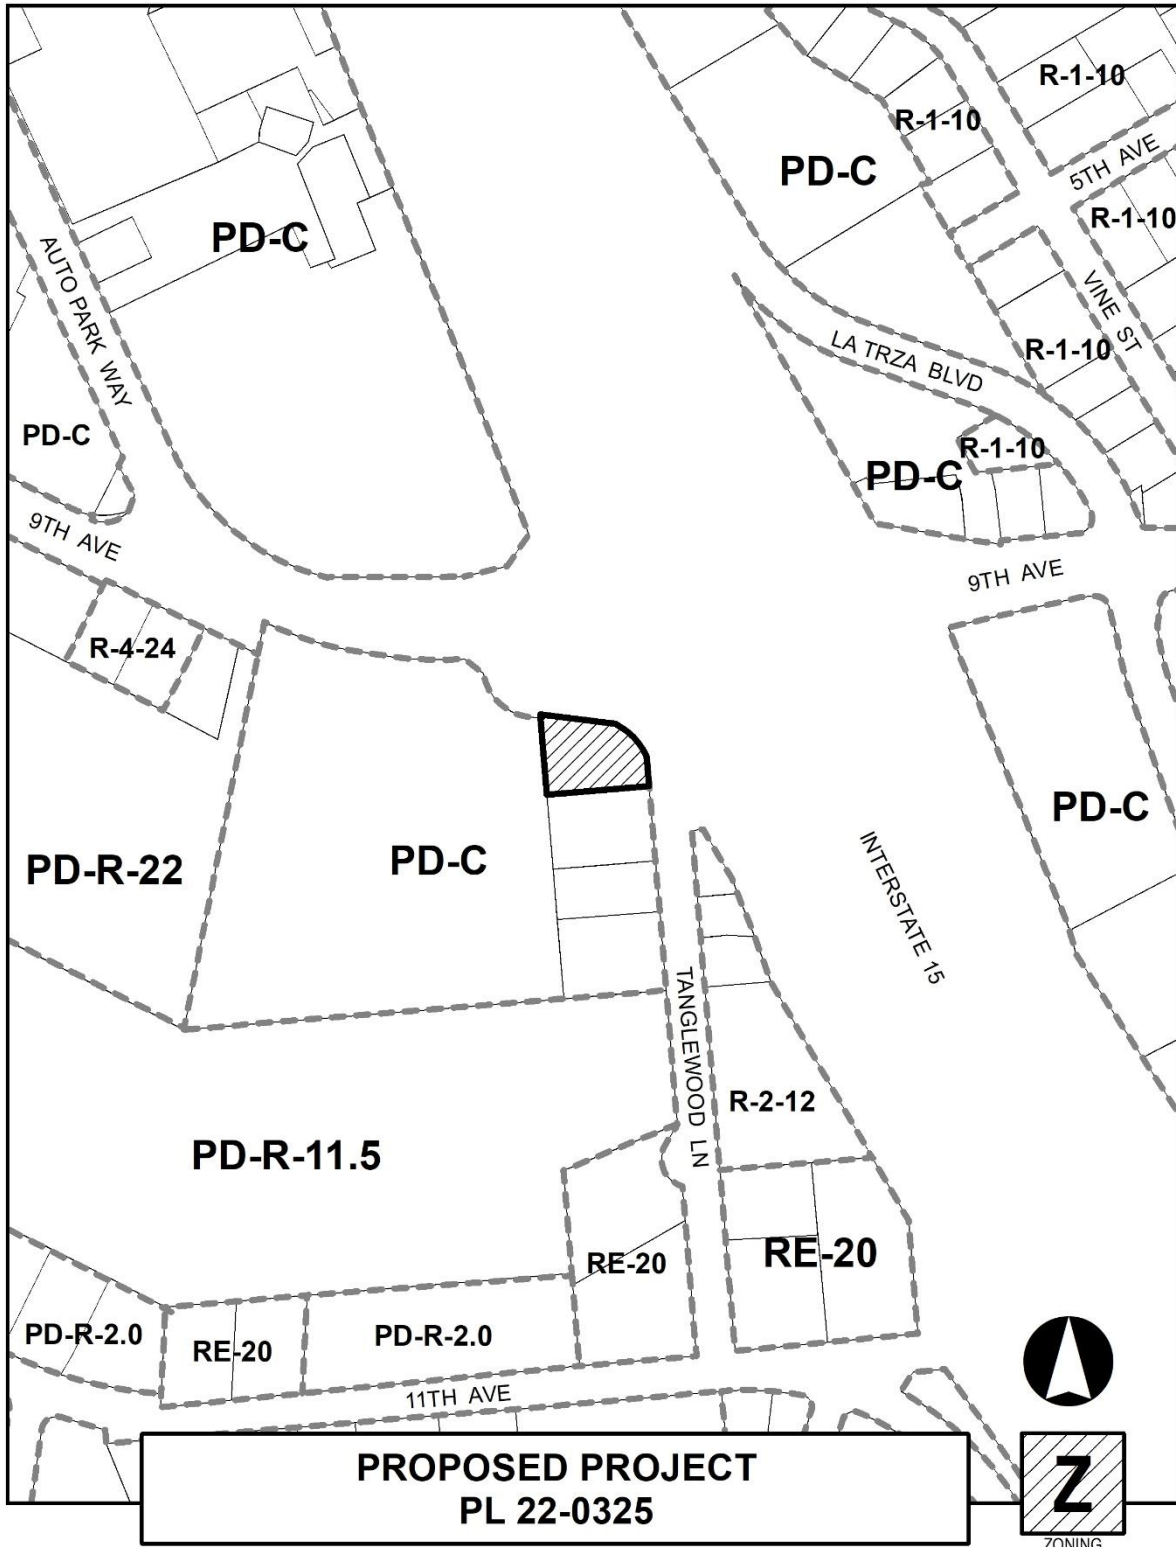 R-1-10
R-1-10
5TH AVE
PD-C
R-1-10
PD-C
AUTO PARK WAY
VINE ST
LA TRZA BLVD
R-1-10
PD-C
R-1-10
PD-C
9TH AVE
9TH AVE
R-4-24
PD-C
PD-R-22
PD-C
INTERSTATE 15
TANGLEWOOD LN
R-2-12
PD-R-11.5
RE-20
RE-20
PD-R-2.0
RE-20
PD-R-2.0
11TH AVE
PROPOSED PROJECT
PL 22-0325
Z
ZONING